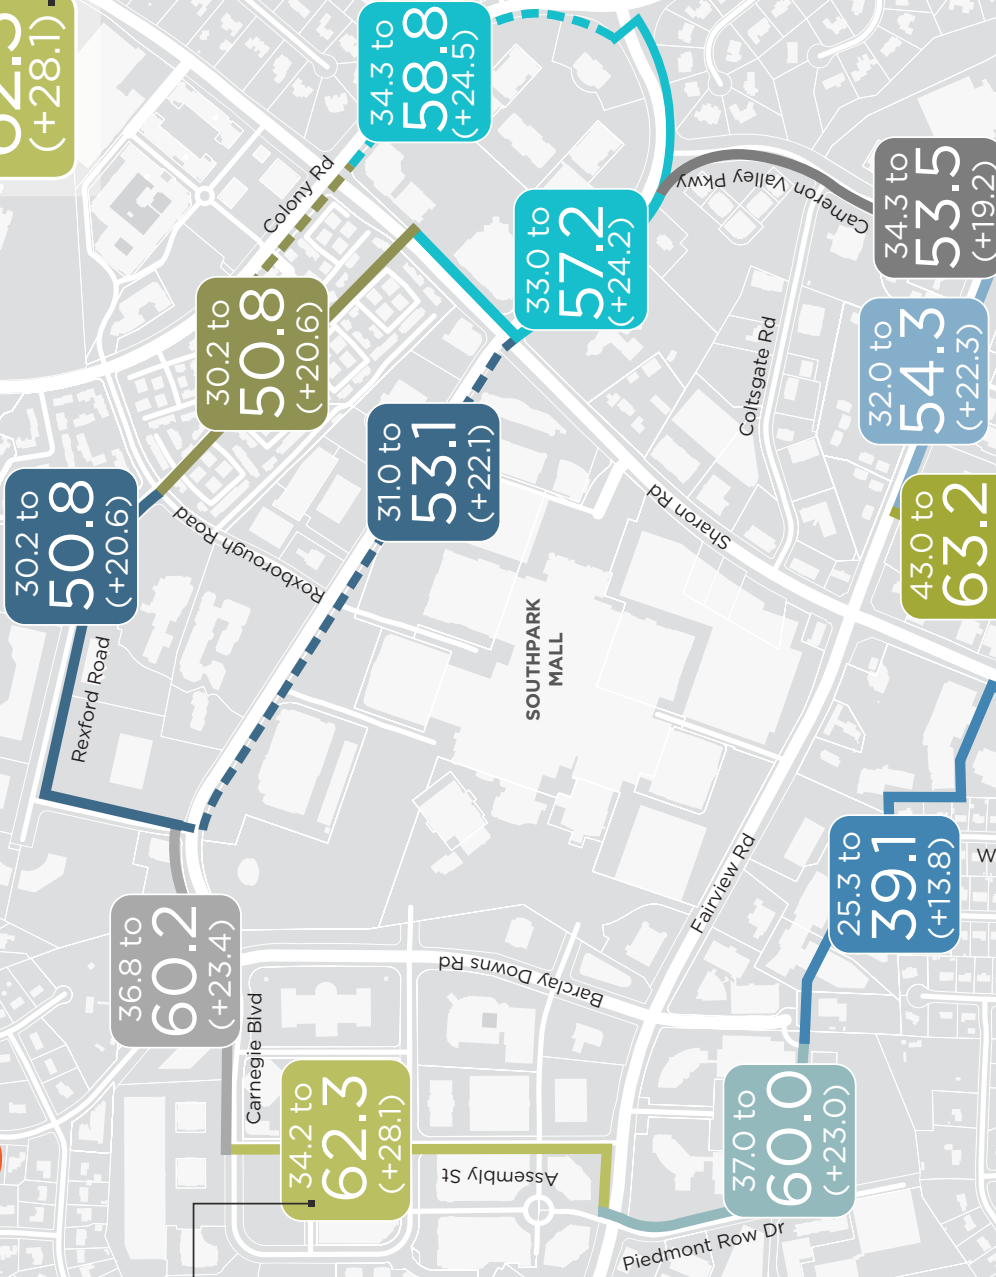 (+28.1)
30.2 to
50.8
(+20.6)
Rexford Road
36.8 to
60.2
(+23.4)
Roxborough Road
30.2 to
50.8
(+20.6)
Colony Rd
Carnegie Blvd
34.2 to
62.3
(+28.1)
34.3 to
58.8
(+24.5)
31.0 to
53.1
(+22.1)
Barclay Downs Rd
Assembly St
SOUTHPARK
MALL
33.0 to
57.2
(+24.2)
Sharon Rd
Cameron Valley Pkwy
Coltsgate Rd
Fairview Rd
Piedmont Row Dr
37.0 to
60.0
(+23.0)
25.3 to
39.1
(+13.8)
32.0 to
54.3
(+22.3)
34.3 to
53.5
(+19.2)
43.0 to
63.2
W